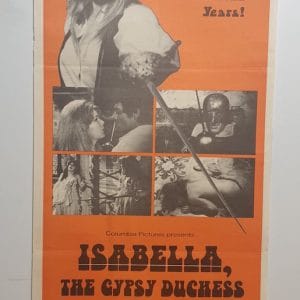 Years!
Columbia Pictures presents
ISABELLA,
THE GYPSY DUCHESS